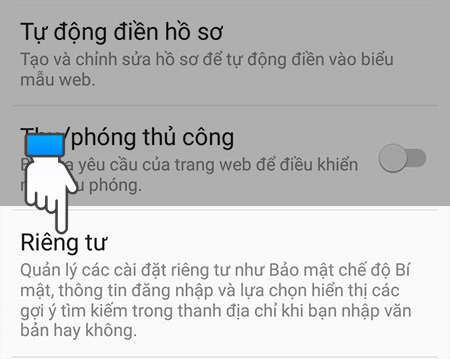 Tự động điền hồ sơ
Tạo và chỉnh sửa hồ sơ để tự động điền vào biểu
mẫu web.
Thu/phóng thủ công
yêu cầu của trang web để điều khiển
phóng.
Riêng tư
Quản lý các cài đặt riêng tư như Bảo mật chế độ Bí
mật, thông tin đăng nhập và lựa chọn hiển thị các
gợi ý tìm kiếm trong thanh địa chỉ khi bạn nhập văn
bản hay không.